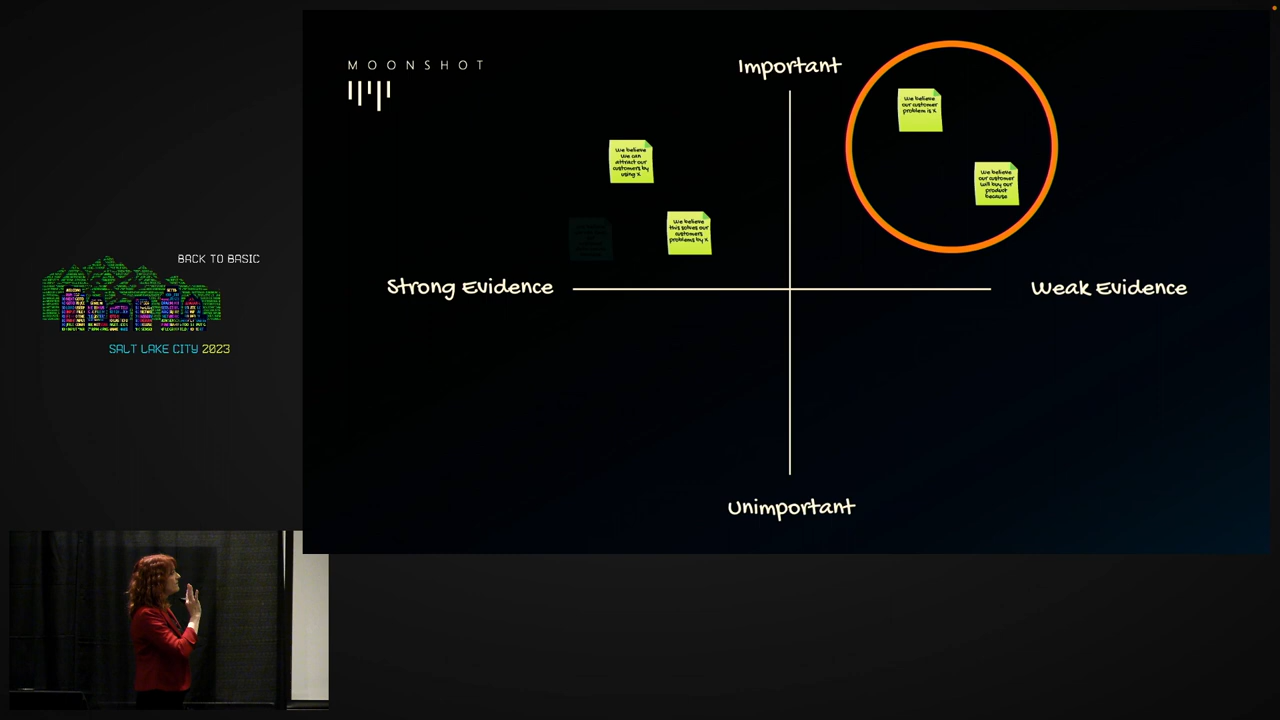 MOONSHOT
Important
We believe
our customer
problem is X
We believe
We can
attract our
customers by
using X
We believe
our customer
will buy our
product
because
We believe
this solves our
customers
problems by X
BACK TO BASIC
Strong Evidence
Weak Evidence
SALT LAKE CITY 2023
Unimportant